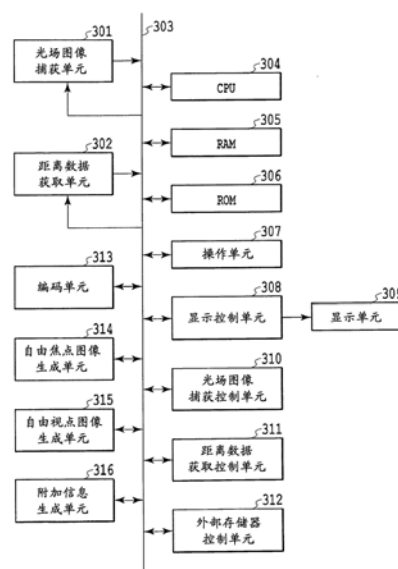 301
光场图像
捕获单元
303
304
CPU
305
RAM
302
距离数据
获取单元
306
ROM
307
操作单元
313
编码单元
308
显示控制单元
309
显示单元
314
自由焦点图像
生成单元
310
光场图像
捕获控制单元
315
自由视点图像
生成单元
311
距离数据
获取控制单元
316
附加信息
生成单元
312
外部存储器
控制单元